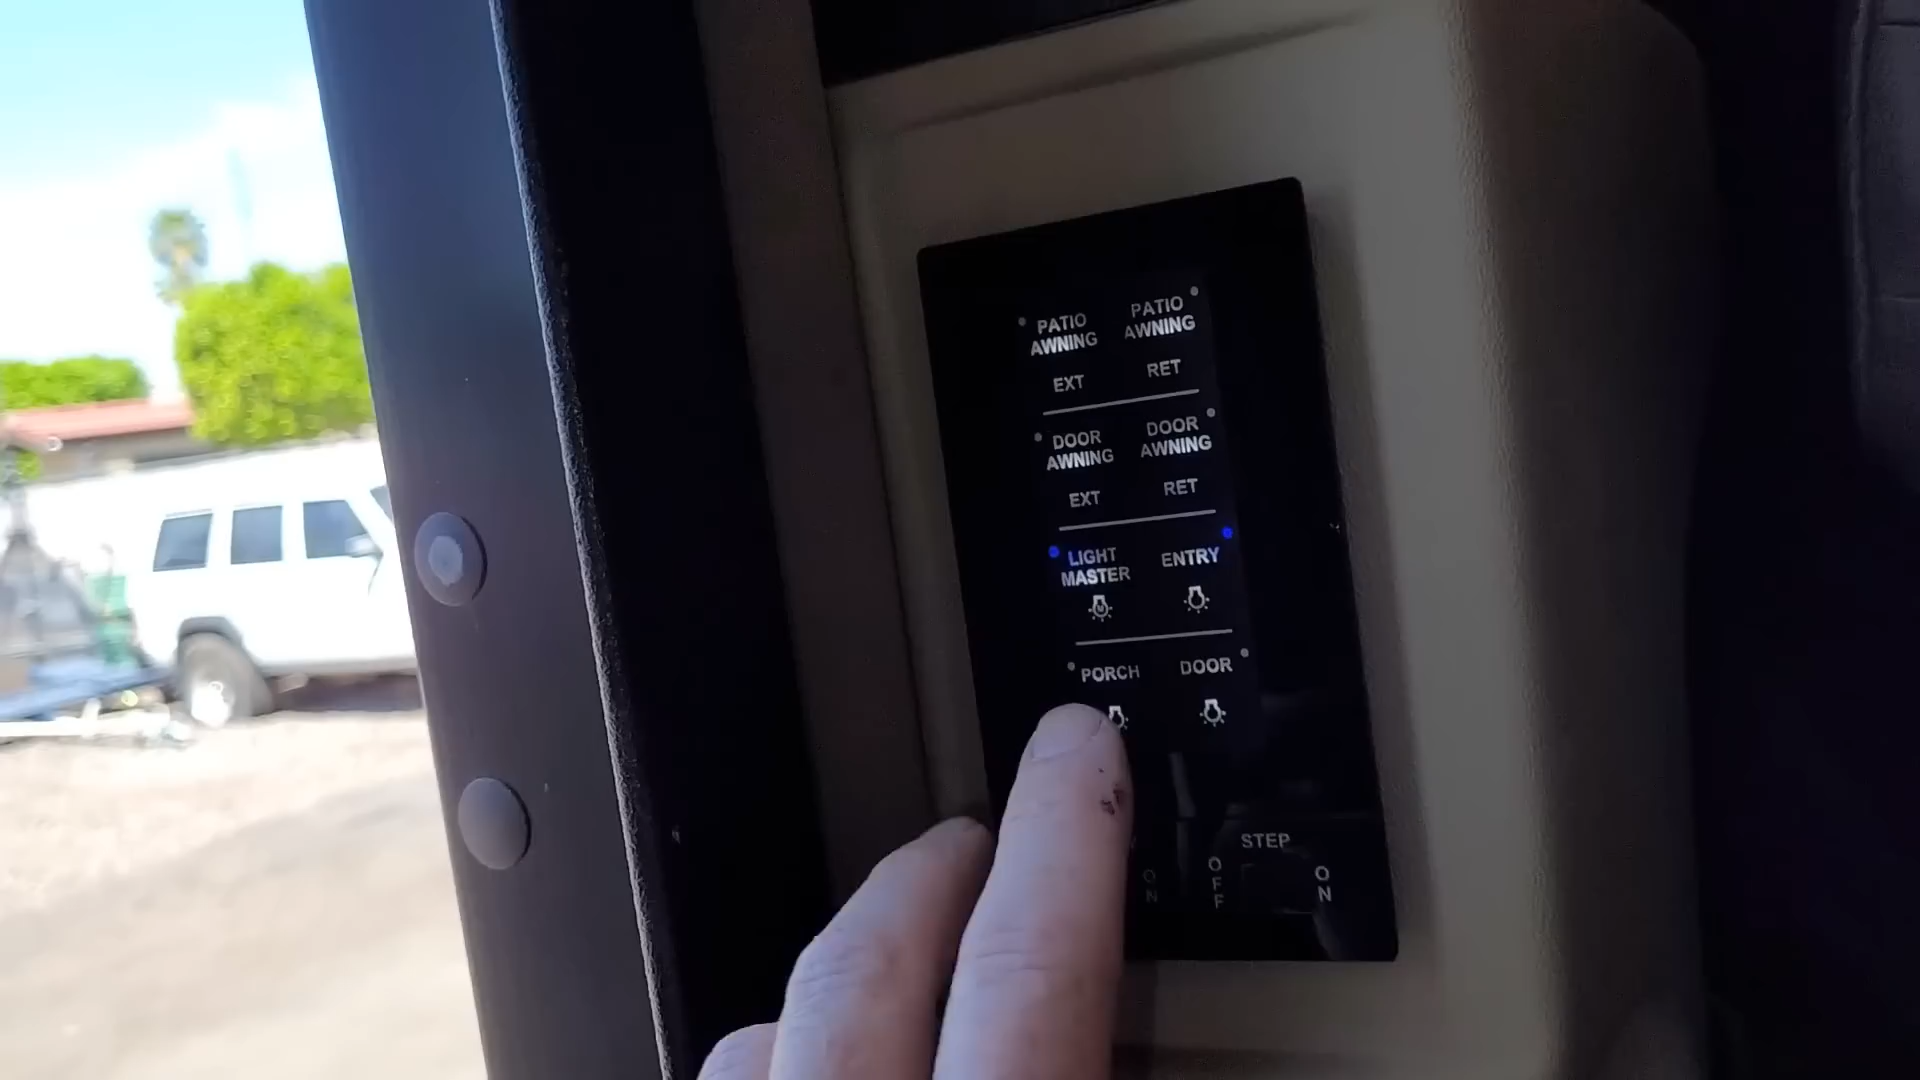 PATIO AWNING
PATIO AWNING
EXT
RET
DOOR AWNING
DOOR AWNING
EXT
RET
LIGHT MASTER
ENTRY
M
PORCH
DOOR
STEP
ON
OFF
ON